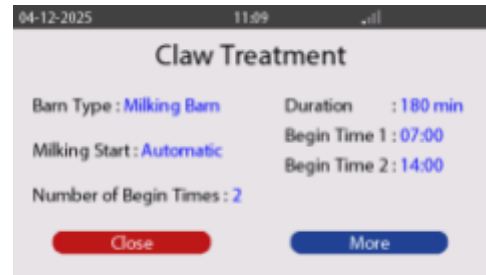 04-12-2025 11:09
Claw Treatment
Barn Type : Milking Barn
Milking Start : Automatic
Number of Begin Times : 2
Duration : 180 min
Begin Time 1 : 07:00
Begin Time 2 : 14:00
Close
More